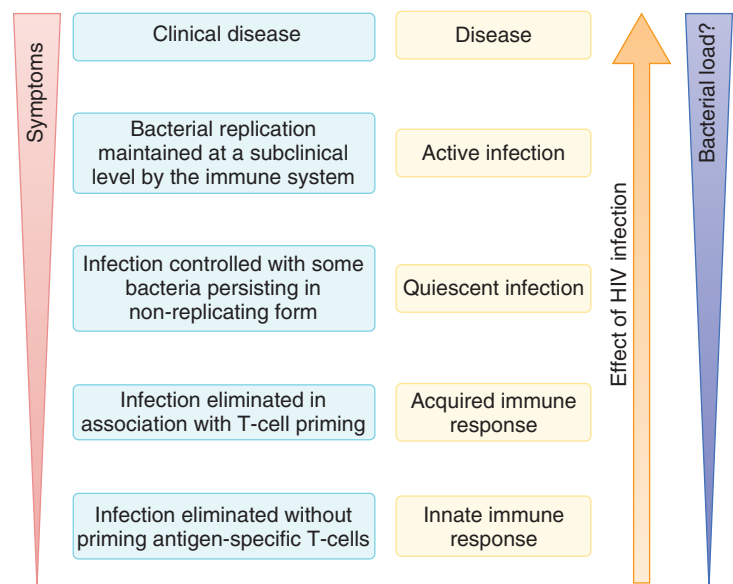 Symptoms
Clinical disease
Disease
Bacterial replication
maintained at a subclinical
level by the immune system
Active infection
Infection controlled with some
bacteria persisting in
non-replicating form
Quiescent infection
Infection eliminated in
association with T-cell priming
Acquired immune
response
Infection eliminated without
priming antigen-specific T-cells
Innate immune
response
Effect of HIV infection
Bacterial load?